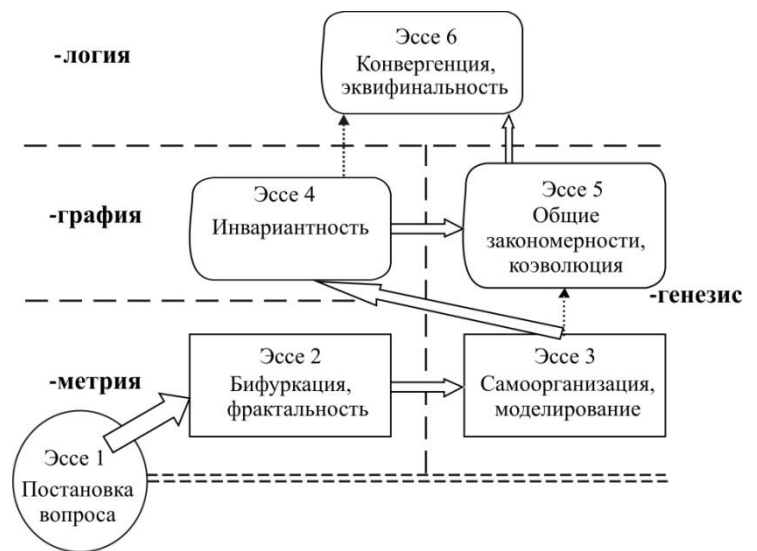 -логия
Эссе 6
Конвергенция,
эквифинальность
-графия
Эссе 4
Инвариантность
Эссе 5
Общие
закономерности,
коэволюция
-генезис
-метрия
Эссе 2
Бифуркация,
фрактальность
Эссе 3
Самоорганизация,
моделирование
Эссе 1
Постановка
вопроса